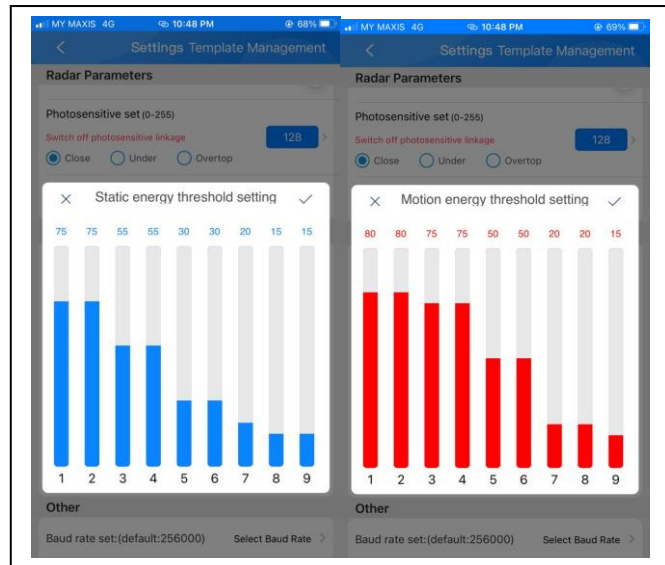 MY MAXIS 4G 10:48 PM 68%
Settings Template Management
Radar Parameters
Photosensitive set (0-255)
Switch off photosensitive linkage
128
Close Under Overtop
Static energy threshold setting
75 75 55 55 30 30 20 15 15
1 2 3 4 5 6 7 8 9
Other
Baud rate set:(default:256000) Select Baud Rate
MY MAXIS 4G 10:48 PM 69%
Settings Template Management
Radar Parameters
Photosensitive set (0-255)
Switch off photosensitive linkage
128
Close Under Overtop
Motion energy threshold setting
80 80 75 75 50 50 20 20 15
1 2 3 4 5 6 7 8 9
Other
Baud rate set:(default:256000) Select Baud Rate